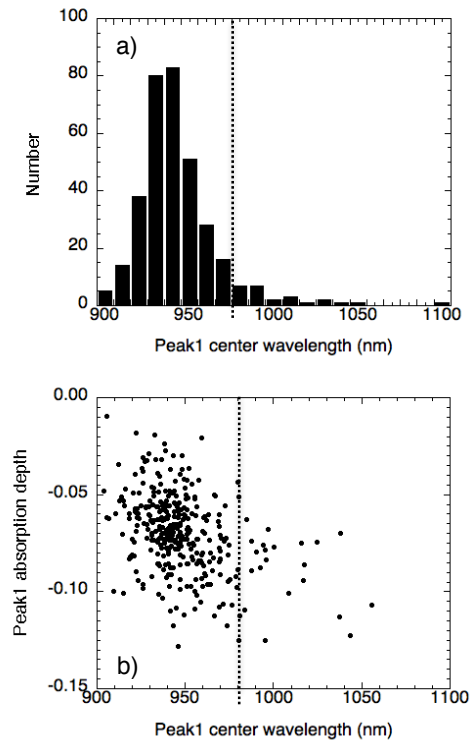 a)
100
80
60
40
20
0
Number
900 950 1000 1050 1100
Peak1 center wavelength (nm)
0.00
-0.05
-0.10
-0.15
Peak1 absorption depth
b)
900 950 1000 1050 1100
Peak1 center wavelength (nm)